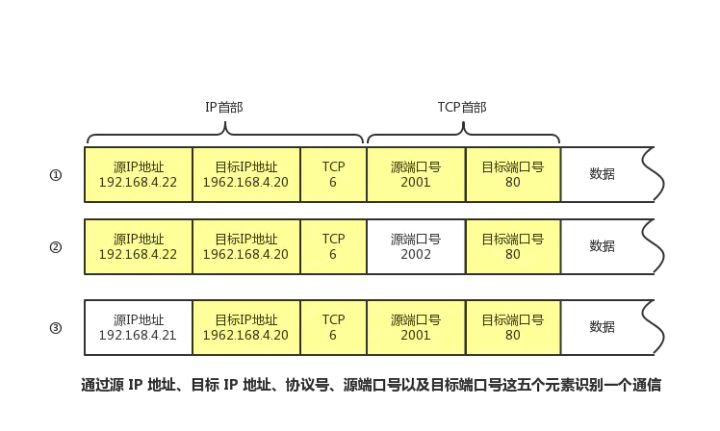 IP首部 TCP首部
① 源IP地址 目标IP地址 TCP 源端口号 目标端口号 数据
192.168.4.22 1962.168.4.20 6 2001 80
② 源IP地址 目标IP地址 TCP 源端口号 目标端口号 数据
192.168.4.22 1962.168.4.20 6 2002 80
③ 源IP地址 目标IP地址 TCP 源端口号 目标端口号 数据
192.168.4.21 1962.168.4.20 6 2001 80
通过源 IP 地址、目标 IP 地址、协议号、源端口号以及目标端口号这五个元素识别一个通信